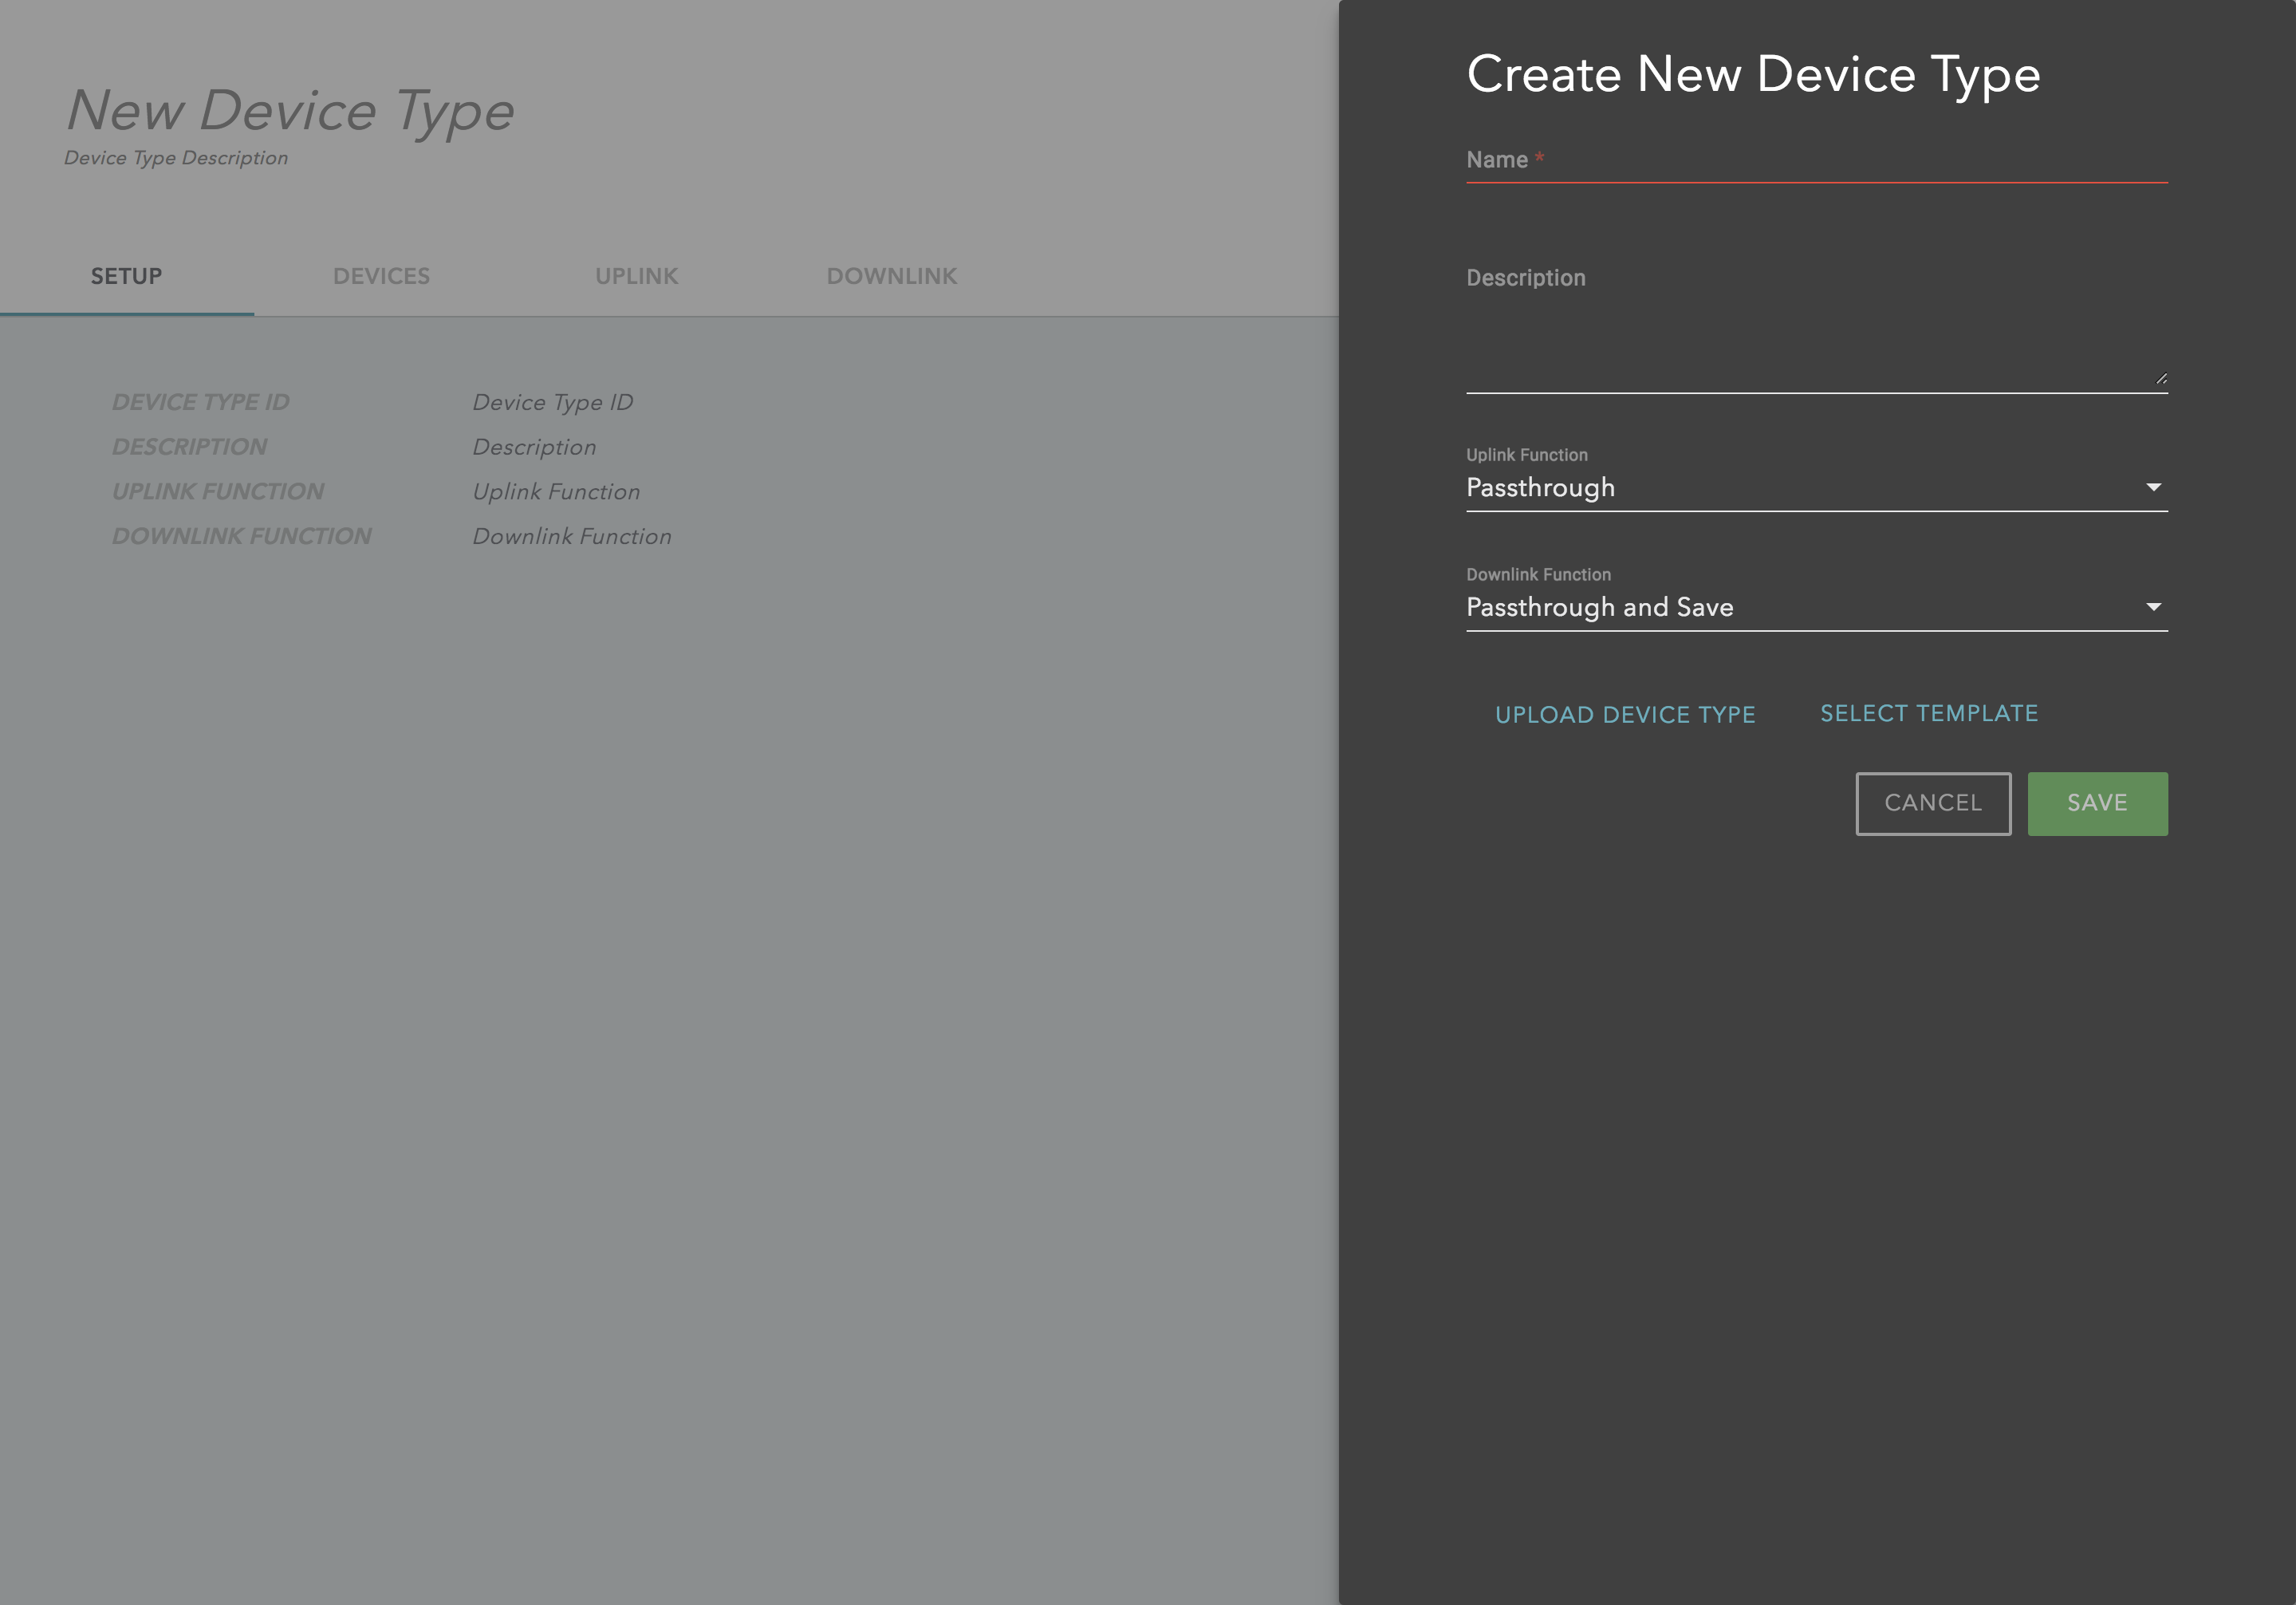 New Device Type
Device Type Description
SETUP DEVICES UPLINK DOWNLINK
DEVICE TYPE ID Device Type ID
DESCRIPTION Description
UPLINK FUNCTION Uplink Function
DOWNLINK FUNCTION Downlink Function
Create New Device Type
Name *
Description
Uplink Function
Passthrough
Downlink Function
Passthrough and Save
UPLOAD DEVICE TYPE SELECT TEMPLATE
CANCEL SAVE